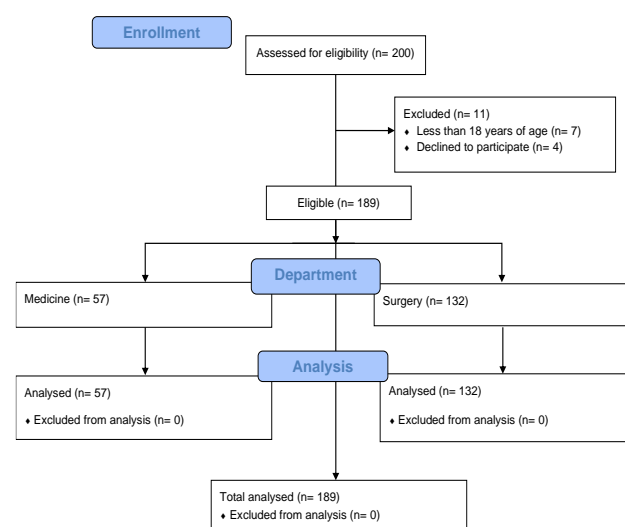 Enrollment
Assessed for eligibility (n= 200)
Excluded (n= 11)
♦ Less than 18 years of age (n= 7)
♦ Declined to participate (n= 4)
Eligible (n= 189)
Department
Medicine (n= 57)
Surgery (n= 132)
Analysis
Analysed (n= 57)
♦ Excluded from analysis (n= 0)
Analysed (n= 132)
♦ Excluded from analysis (n= 0)
Total analysed (n= 189)
♦ Excluded from analysis (n= 0)